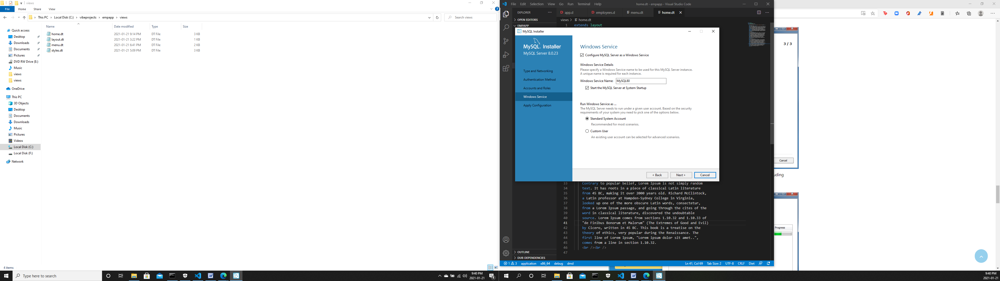 views
File
Home
Share
View
This PC > Local Disk (C:) > vibeprojects > empapp > views
Search views
Name
Date modified
Type
Size
home.dt
2021-01-21 9:14 PM
DT File
3 KB
layout.dt
2021-01-21 3:22 PM
DT File
1 KB
menu.dt
2021-01-21 6:41 PM
DT File
2 KB
styles.dt
2021-01-21 5:09 PM
DT File
3 KB
Quick access
Desktop
Downloads
Documents
Pictures
DVD RW Drive (E:)
Music
views
views
OneDrive
This PC
3D Objects
Desktop
Documents
Downloads
Music
Pictures
Videos
Local Disk (C:)
Local Disk (F:)
Network
4 items
Type here to search
9:40 PM
2021-01-21
4
File Edit Selection View Go Run Terminal Help
home.dt - empapp - Visual Studio Code
EXPLORER
OPEN EDITORS
EMPAPP
app.d
employees.d
menu.dt
home.dt
views > home.dt
1 extends layout
MySQL Installer
MySQL. Installer
MySQL Server 8.0.23
Type and Networking
Authentication Method
Accounts and Roles
Windows Service
Apply Configuration
Windows Service
Configure MySQL Server as a Windows Service
Windows Service Details
Please specify a Windows Service name to be used for this MySQL Server instance.
A unique name is required for each instance.
Windows Service Name: MySQL80
Start the MySQL Server at System Startup
Run Windows Service as ...
The MySQL Server needs to run under a given user account. Based on the security
requirements of your system you need to pick one of the options below.
Standard System Account
Recommended for most scenarios.
Custom User
An existing user account can be selected for advanced scenarios.
< Back
Next >
Cancel
33 Contrary to popular belief, Lorem Ipsum is not simply random
34 text. It has roots in a piece of classical Latin literature
35 from 45 BC, making it over 2000 years old. Richard McClintock,
36 a Latin professor at Hampden-Sydney College in Virginia,
37 looked up one of the more obscure Latin words, consectetur,
38 from a Lorem Ipsum passage, and going through the cites of the
39 word in classical literature, discovered the undoubtable
40 source. Lorem Ipsum comes from sections 1.10.32 and 1.10.33 of
41 "de Finibus Bonorum et Malorum" (The Extremes of Good and Evil)
42 by Cicero, written in 45 BC. This book is a treatise on the
43 theory of ethics, very popular during the Renaissance. The
44 first line of Lorem Ipsum, "Lorem ipsum dolor sit amet..",
45 comes from a line in section 1.10.32.
46 <br /><br />
47
OUTLINE
DUB DEPENDENCIES
1 3 application x86_64 debug dmd
Ln 41, Col 69 Tab Size: 2 UTF-8 CRLF Diet
3 / 3
Cancel
uding
Progress
9:40 PM
2021-01-21